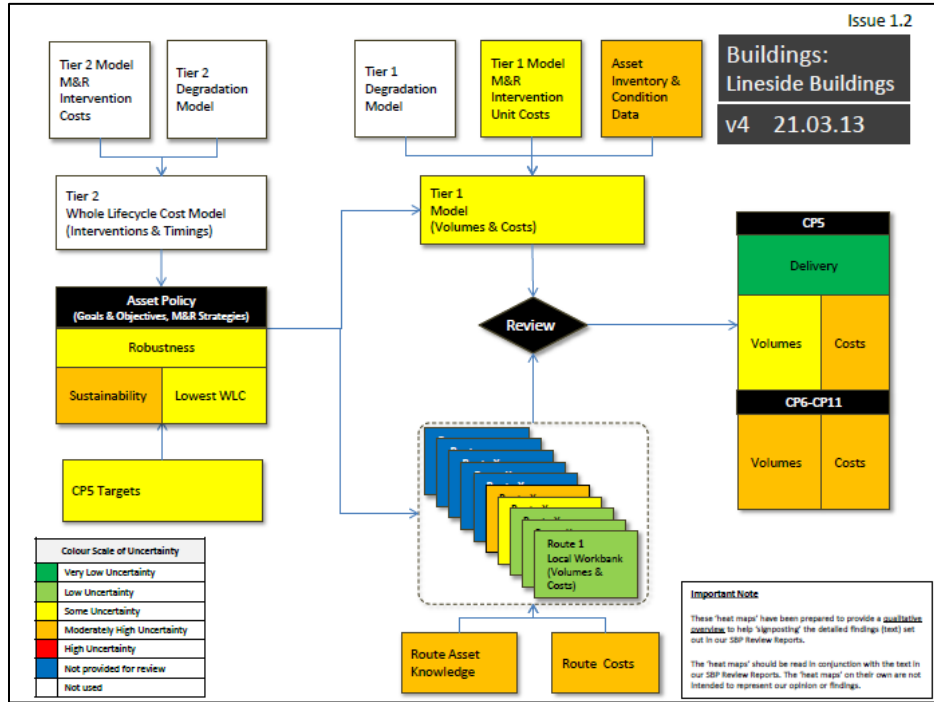 Issue 1.2
Buildings:
Lineside Buildings
v4 21.03.13
Tier 2 Model
M&R
Intervention
Costs
Tier 2
Degradation
Model
Tier 1
Degradation
Model
Tier 1 Model
M&R
Intervention
Unit Costs
Asset
Inventory &
Condition
Data
Tier 2
Whole Lifecycle Cost Model
(Interventions & Timings)
Tier 1
Model
(Volumes & Costs)
Asset Policy
(Goals & Objectives, M&R Strategies)
Robustness
Sustainability
Lowest WLC
CP5 Targets
Review
CP5
Delivery
Volumes
Costs
CP6-CP11
Volumes
Costs
Route 1
Local Workbank
(Volumes &
Costs)
Route Asset
Knowledge
Route Costs
Colour Scale of Uncertainty
Very Low Uncertainty
Low Uncertainty
Some Uncertainty
Moderately High Uncertainty
High Uncertainty
Not provided for review
Not used
Important Note
These 'heat maps' have been prepared to provide a qualitative
overview to help 'signposting' the detailed findings (text) set
out in our SBP Review Reports.
The 'heat maps' should be read in conjunction with the text in
our SBP Review Reports. The 'heat maps' on their own are not
intended to represent our opinion or findings.